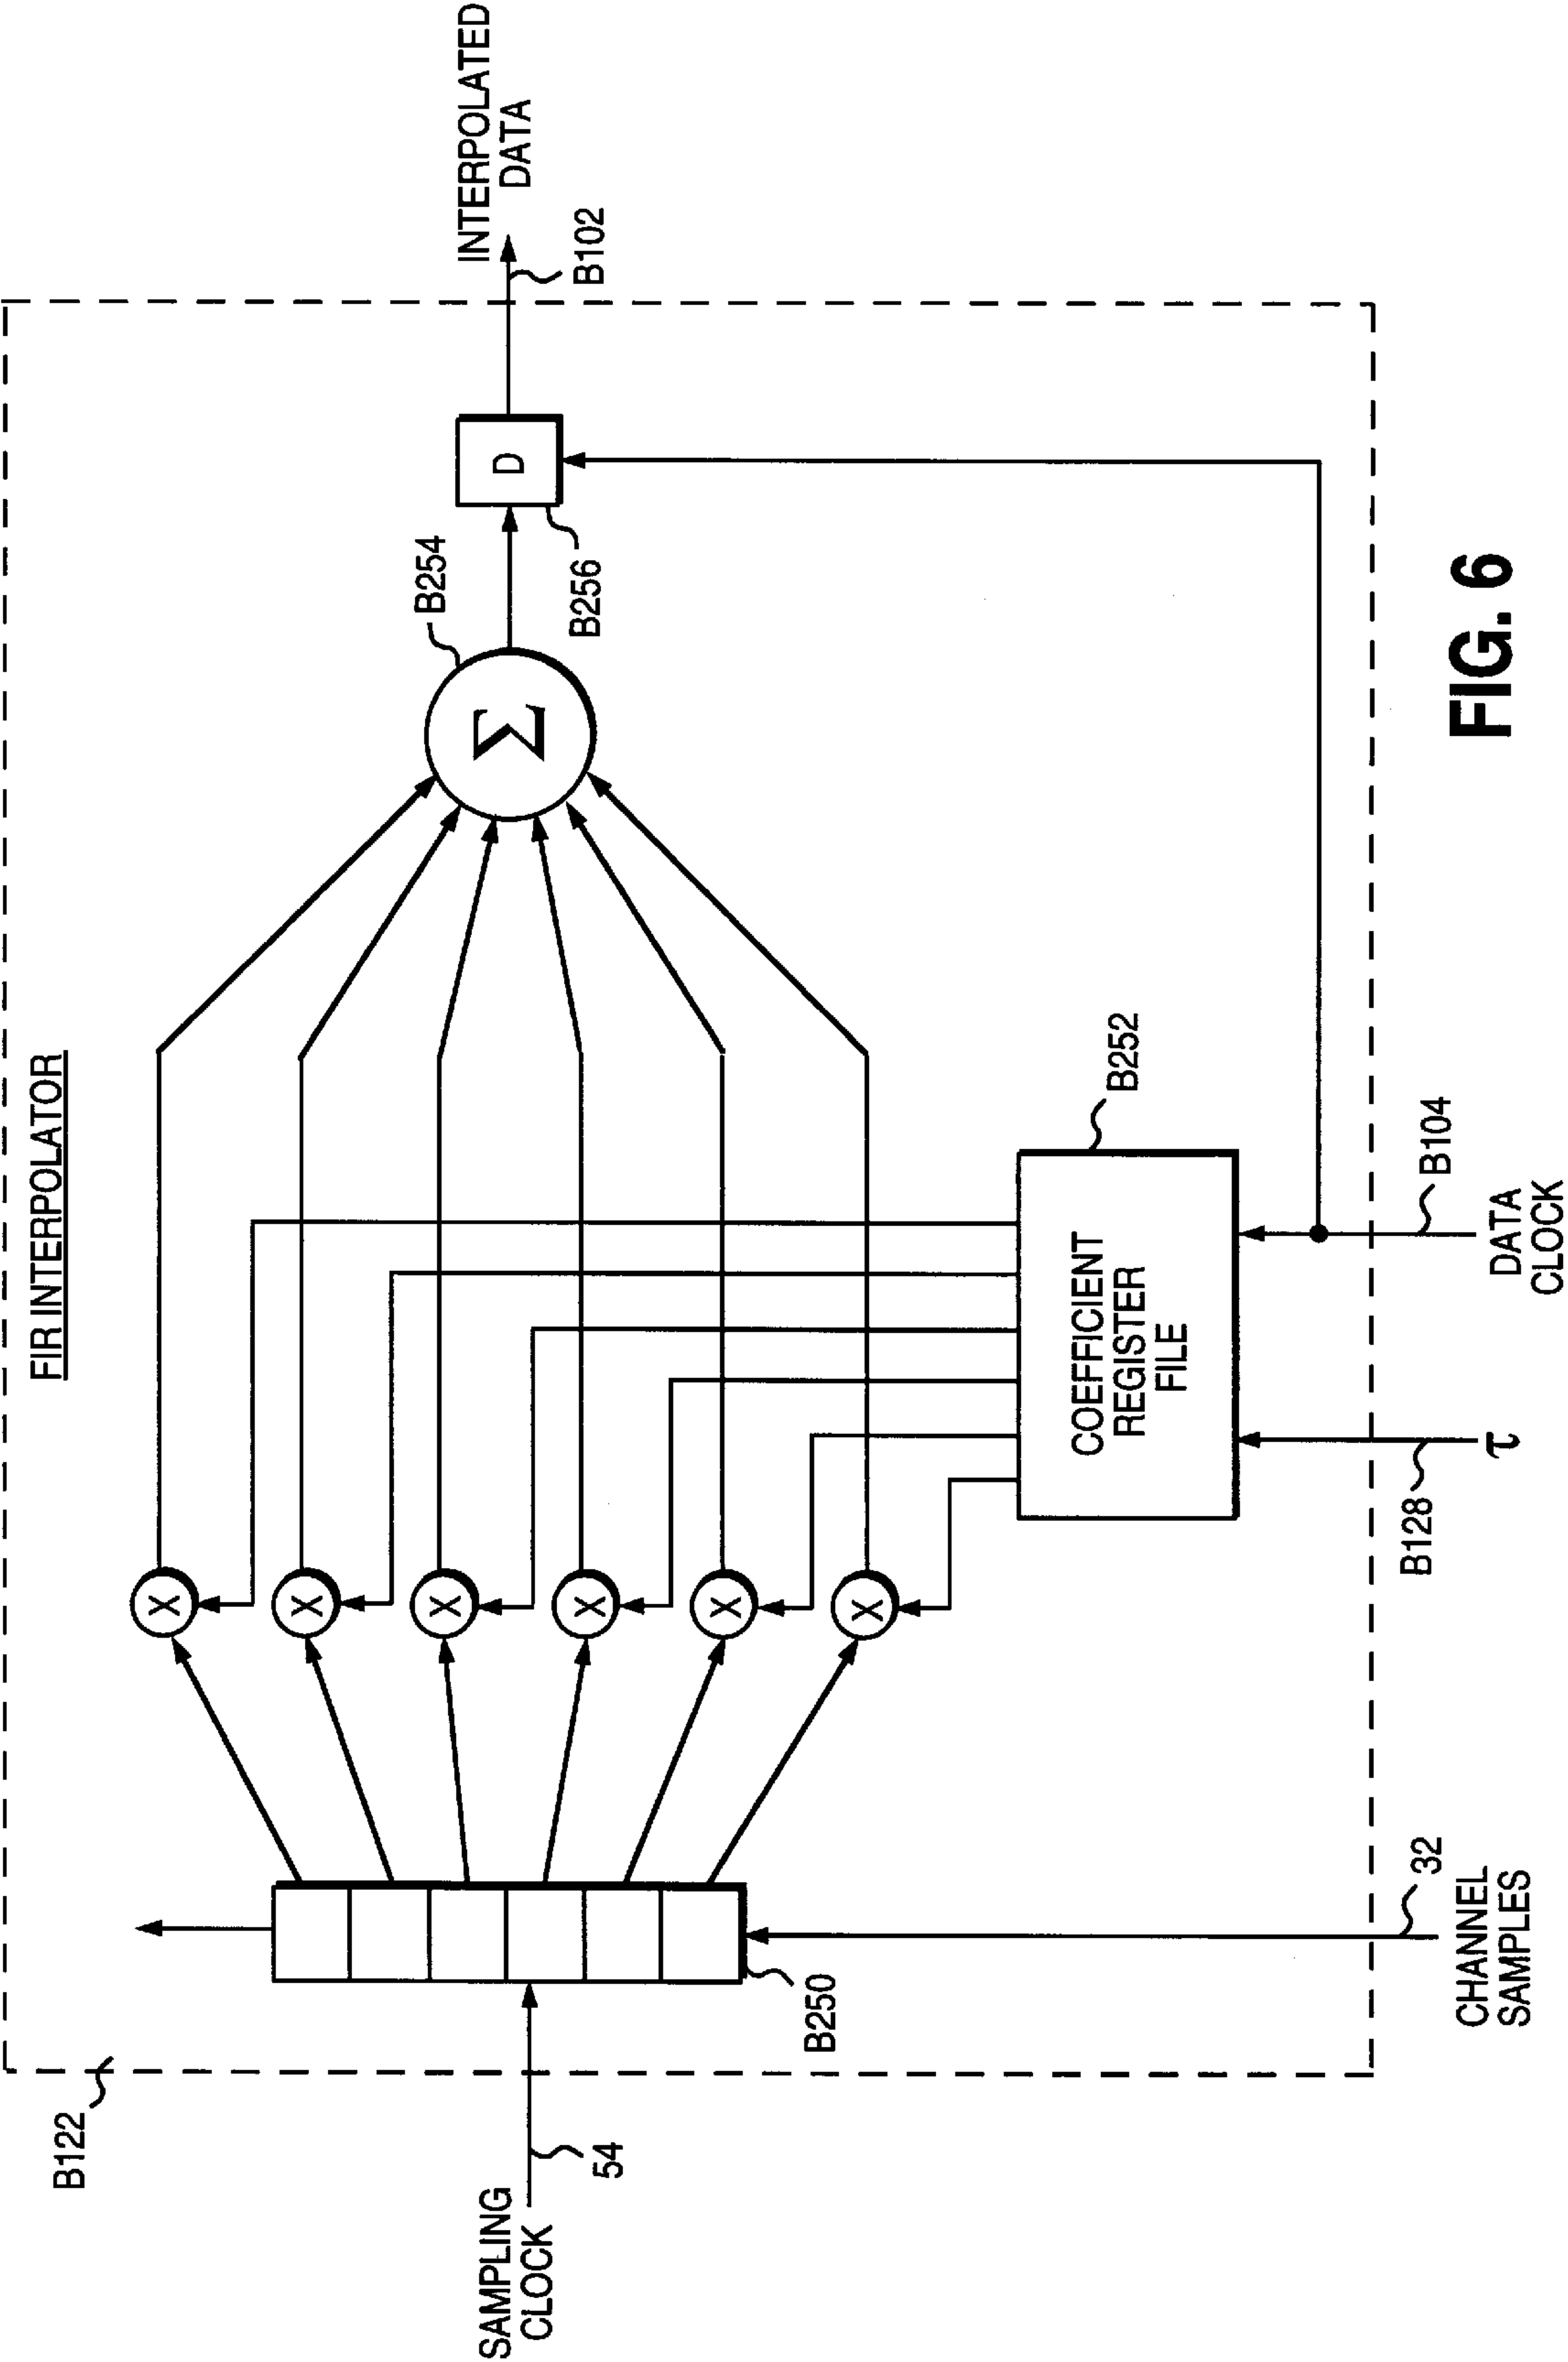 FIR INTERPOLATOR
B122
SAMPLING
CLOCK
54
B250
CHANNEL
SAMPLES
32
X
X
X
X
X
X
COEFFICIENT
REGISTER
FILE
B252
B128
τ
DATA
CLOCK
B104
Σ
B254
D
B256
INTERPOLATED
DATA
B102
FIG. 6